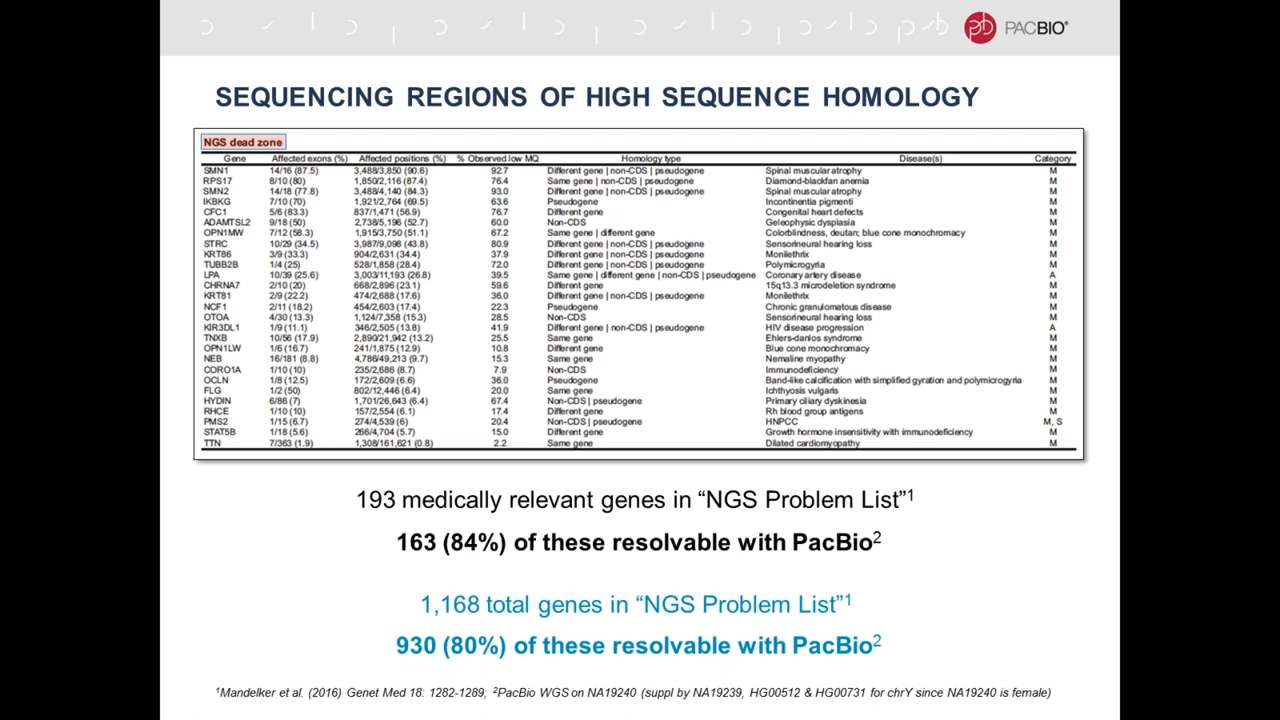 PACBIO®
SEQUENCING REGIONS OF HIGH SEQUENCE HOMOLOGY
NGS dead zone
Gene Affected exons (%) Affected positions (%) % Observed low MQ Homology type Disease(s) Category
SMN1 14/16 (87.5) 3,488/3,850 (90.6) 92.7 Different gene | non-CDS | pseudogene Spinal muscular atrophy M
RPS17 8/10 (80) 1,850/2,116 (87.4) 76.4 Same gene | non-CDS | pseudogene Diamond-blackfan anemia M
SMN2 14/18 (77.8) 3,488/4,140 (84.3) 93.0 Different gene | non-CDS | pseudogene Spinal muscular atrophy M
IKBKG 7/10 (70) 1,921/2,764 (69.5) 63.6 Pseudogene Incontinentia pigmenti M
CFC1 5/6 (83.3) 837/1,471 (56.9) 76.7 Different gene Congenital heart defects M
ADAMTSL2 9/18 (50) 2,738/5,196 (52.7) 60.0 Non-CDS Geleophysic dysplasia M
OPN1MW 7/12 (58.3) 1,915/3,750 (51.1) 67.2 Same gene | different gene Colorblindness, deutan; blue cone monochromacy M
STRC 10/29 (34.5) 3,987/9,098 (43.8) 80.9 Different gene | non-CDS | pseudogene Sensorineural hearing loss M
KRT86 3/9 (33.3) 904/2,631 (34.4) 37.9 Different gene | non-CDS | pseudogene Monilethrix M
TUBB2B 1/4 (25) 528/1,858 (28.4) 72.0 Different gene | non-CDS | pseudogene Polymicrogyria M
LPA 10/39 (25.6) 3,003/11,193 (26.8) 39.5 Same gene | different gene | non-CDS | pseudogene Coronary artery disease A
CHRNA7 2/10 (20) 668/2,896 (23.1) 59.6 Different gene 15q13.3 microdeletion syndrome M
KRT81 2/9 (22.2) 474/2,688 (17.6) 36.0 Different gene | non-CDS | pseudogene Monilethrix M
NCF1 2/11 (18.2) 454/2,603 (17.4) 22.3 Pseudogene Chronic granulomatous disease M
OTOA 4/30 (13.3) 1,124/7,358 (15.3) 28.5 Non-CDS Sensorineural hearing loss M
KIR3DL1 1/9 (11.1) 346/2,505 (13.8) 41.9 Different gene | non-CDS | pseudogene HIV disease progression A
TNXB 10/56 (17.9) 2,890/21,942 (13.2) 25.5 Same gene Ehlers-danlos syndrome M
OPN1LW 1/6 (16.7) 241/1,875 (12.9) 10.8 Different gene Blue cone monochromacy M
NEB 16/181 (8.8) 4,786/49,213 (9.7) 15.3 Same gene Nemaline myopathy M
CORO1A 1/10 (10) 235/2,686 (8.7) 7.9 Non-CDS Immunodeficiency M
OCLN 1/8 (12.5) 172/2,609 (6.6) 36.0 Pseudogene Band-like calcification with simplified gyration and polymicrogyria M
FLG 1/2 (50) 802/12,446 (6.4) 20.0 Same gene Ichthyosis vulgaris M
HYDIN 6/86 (7) 1,701/26,643 (6.4) 67.4 Non-CDS | pseudogene Primary ciliary dyskinesia M
RHCE 1/10 (10) 157/2,554 (6.1) 17.4 Different gene Rh blood group antigens M
PMS2 1/15 (6.7) 274/4,539 (6) 20.4 Non-CDS | pseudogene HNPCC M, S
STAT5B 1/18 (5.6) 266/4,704 (5.7) 15.0 Different gene Growth hormone insensitivity with immunodeficiency M
TTN 7/363 (1.9) 1,308/161,621 (0.8) 2.2 Same gene Dilated cardiomyopathy M
193 medically relevant genes in “NGS Problem List”1
163 (84%) of these resolvable with PacBio2
1,168 total genes in “NGS Problem List”1
930 (80%) of these resolvable with PacBio2
1Mandelker et al. (2016) Genet Med 18: 1282-1289; 2PacBio WGS on NA19240 (suppl by NA19239, HG00512 & HG00731 for chrY since NA19240 is female)